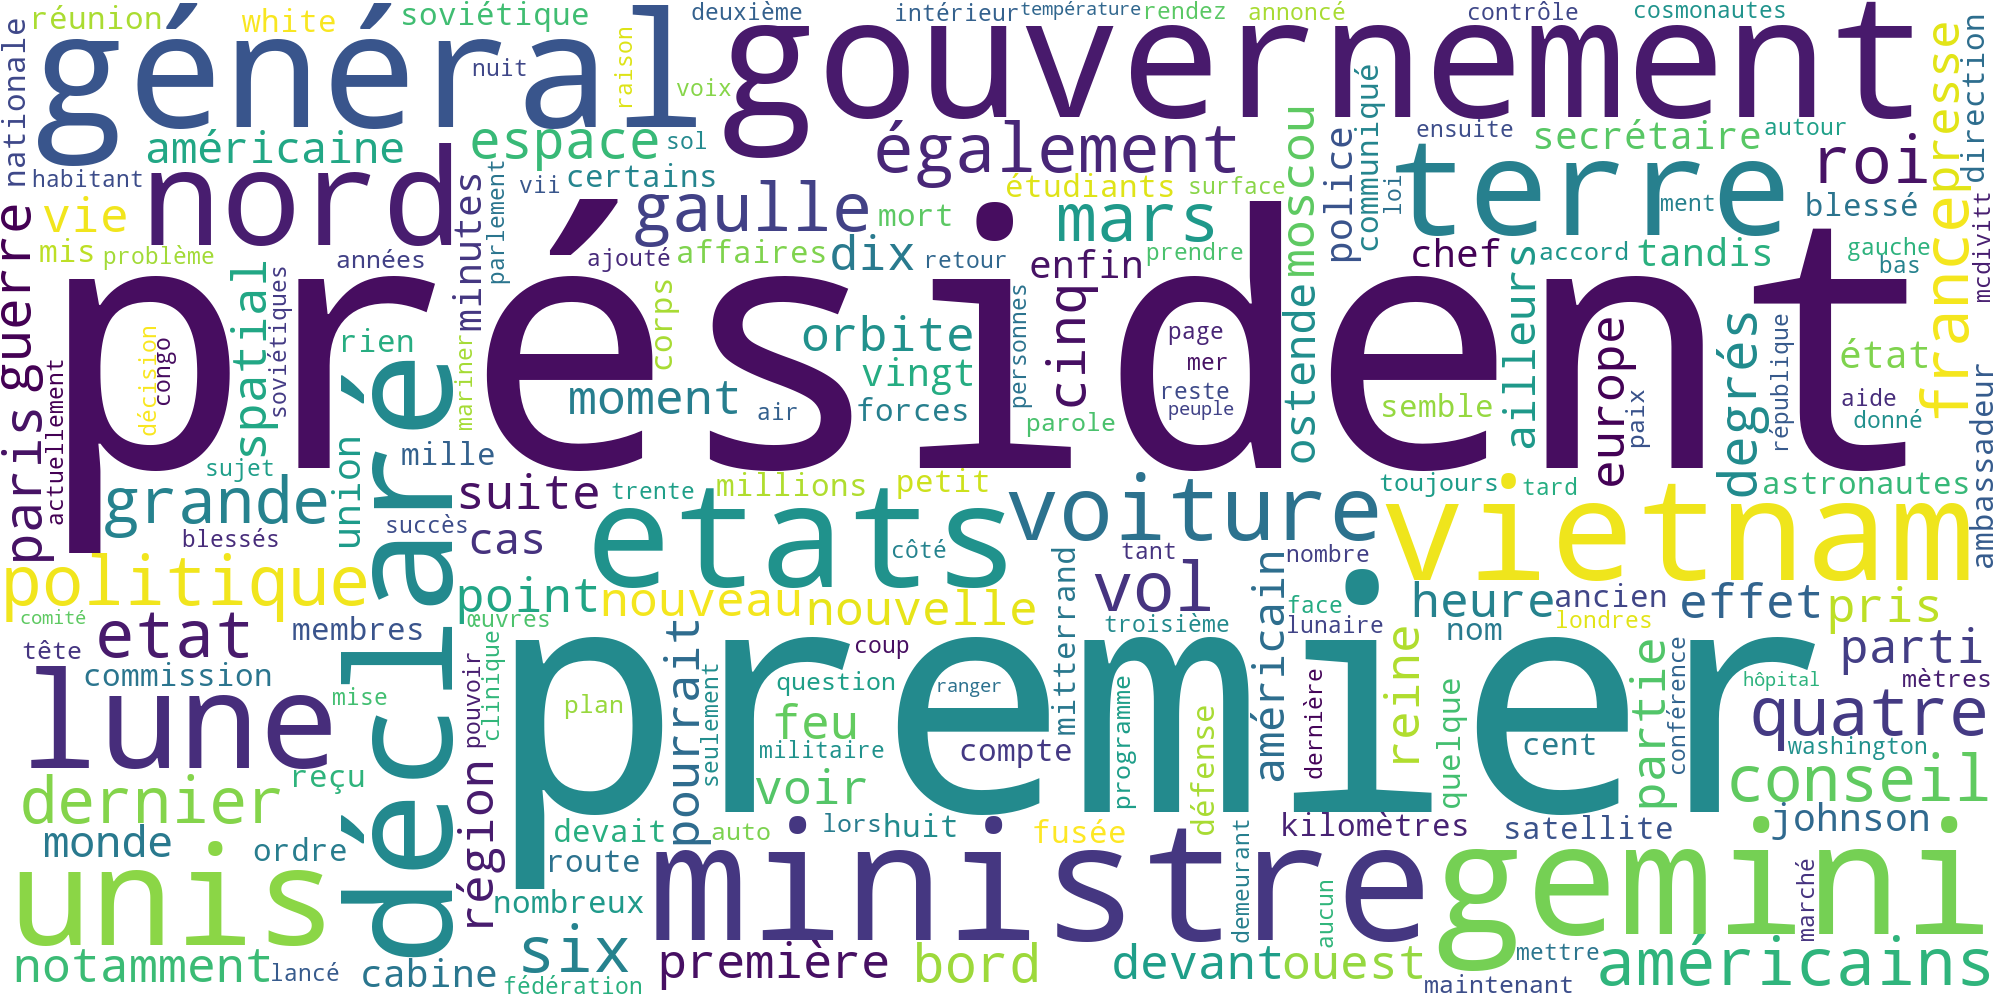 réunion
white
soviétique
deuxième
intérieur
température
rendez
annoncé
contrôle
cosmonautes
nationale
général
nuit
raison
voix
gouvernement
communiqué
francepresse
direction
américaine
espace
sol
également
ensuite
secrétaire
autour
habitant
nord
minutes
parlement
vii
certains
gaulle
mort
étudiants
surface
moscou
police
loi
terre
ment
roi
blessé
vie
mars
mis
problème
années
ajouté
affaires
dix
retour
enfin
prendre
chef
accord
tandis
gauche
bas
mcdivitt
guerre
président
décision
congo
spatial
soviétiques
rien
mariner
corps
orbite
vingt
personnes
cinq
page
mer
reste
peuple
ostende
ailleurs
europe
paix
degrés
république
état
aide
donné
paris
actuellement
moment
air
forces
parole
semble
ambassadeur
sujet
union
déclaré
mille
grande
suite
trente
millions
petit
voiture
toujours
tard
astronautes
blessés
succès
cas
etats
côté
tant
nombre
vietnam
politique
point
nouveau
nouvelle
mitterrand
vol
américain
heure
ancien
effet
pris
comité
etat
membres
œuvres
premier
coup
troisième
face
lunaire
nom
londres
parti
tête
commission
région
pouvoir
clinique
plan
pourrait
seulement
question
ranger
programme
défense
dernière
reine
quelque
cent
partie
conférence
hôpital
mètres
lune
mise
feu
militaire
compte
quatre
washington
dernier
reçu
voir
conseil
monde
ordre
devait
auto
lors
huit
fusée
kilomètres
satellite
johnson
route
unis
nombreux
ministre
demeurant
aucun
gemini
marché
notamment
lancé
cabine
six
fédération
première
bord
devant
ouest
mettre
maintenant
américains